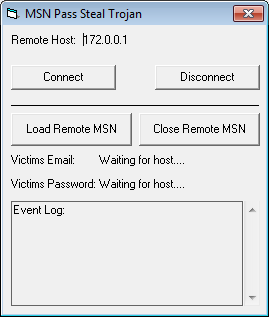 MSN Pass Steal Trojan
Remote Host: 172.0.0.1
Connect Disconnect
Load Remote MSN Close Remote MSN
Victims Email: Waiting for host....
Victims Password: Waiting for host....
Event Log: